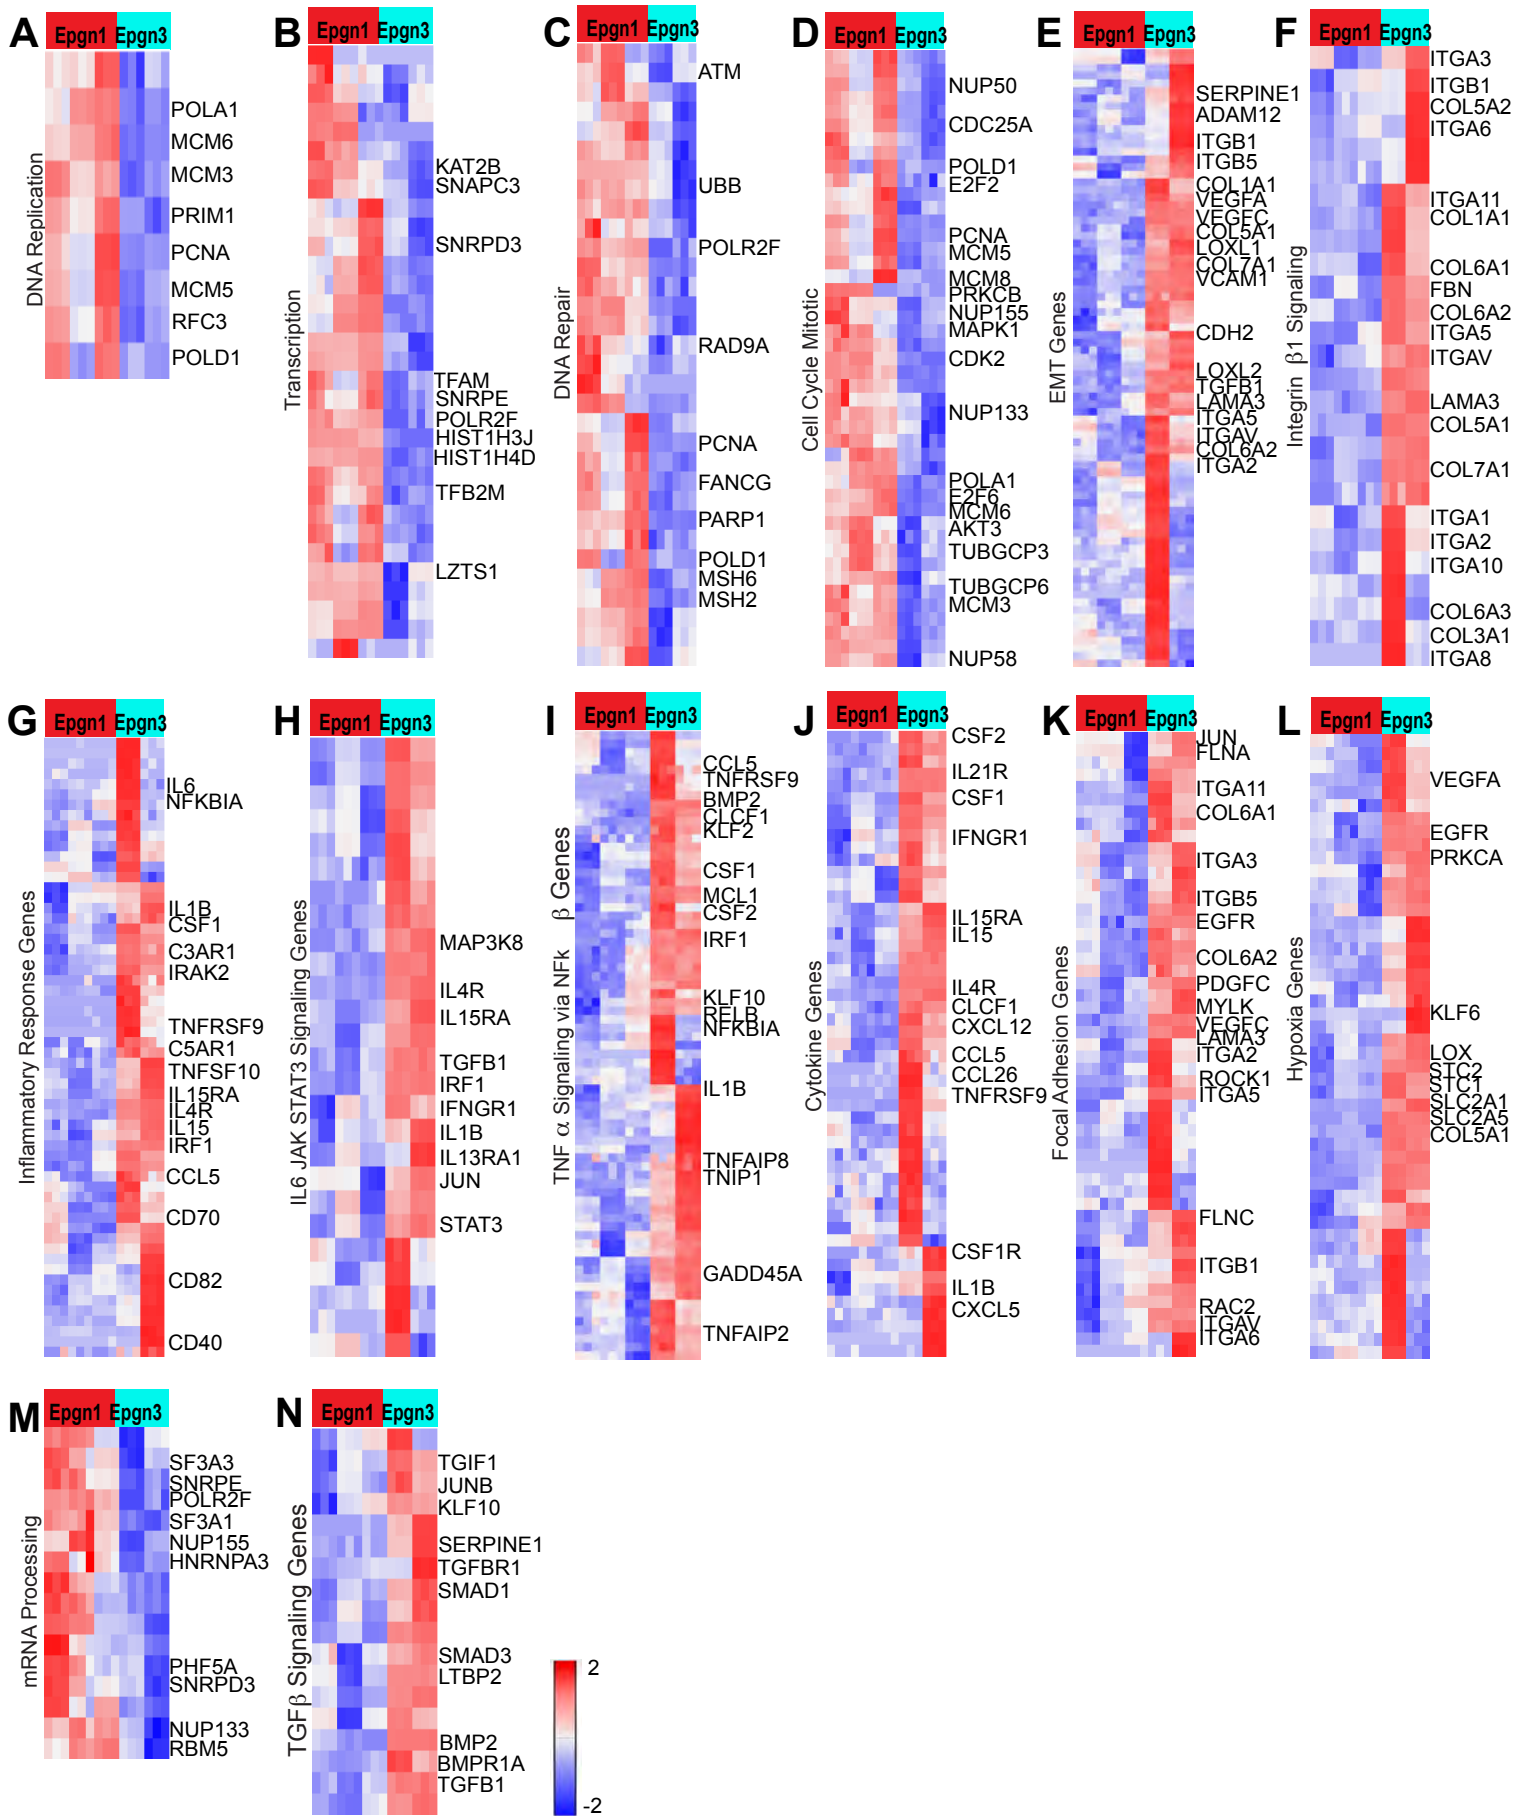 A
Epgn1 Epgn3
DNA Replication
POLA1
MCM6
MCM3
PRIM1
PCNA
MCM5
RFC3
POLD1
B
Epgn1 Epgn3
Transcription
KAT2B
SNAPC3
SNRPD3
TFAM
SNRPE
POLR2F
HIST1H3J
HIST1H4D
TFB2M
LZTS1
C
Epgn1 Epgn3
DNA Repair
ATM
UBB
POLR2F
RAD9A
PCNA
FANCG
PARP1
POLD1
MSH6
MSH2
D
Epgn1 Epgn3
Cell Cycle Mitotic
NUP50
CDC25A
POLD1
E2F2
PCNA
MCM5
MCM8
PRKCB
NUP155
MAPK1
CDK2
NUP133
POLA1
E2F6
MCM6
AKT3
TUBGCP3
TUBGCP6
MCM3
NUP58
E
Epgn1 Epgn3
EMT Genes
SERPINE1
ADAM12
ITGB1
ITGB5
COL1A1
VEGFA
VEGFC
COL5A1
LOXL1
COL7A1
VCAM1
CDH2
LOXL2
TGFB1
LAMA3
ITGA5
ITGAV
COL6A2
ITGA2
F
Epgn1 Epgn3
Integrin β1 Signaling
ITGA3
ITGB1
COL5A2
ITGA6
ITGA11
COL1A1
COL6A1
FBN
COL6A2
ITGA5
ITGAV
LAMA3
COL5A1
COL7A1
ITGA1
ITGA2
ITGA10
COL6A3
COL3A1
ITGA8
G
Epgn1 Epgn3
Inflammatory Response Genes
IL6
NFKBIA
IL1B
CSF1
C3AR1
IRAK2
TNFRSF9
C5AR1
TNFSF10
IL15RA
IL4R
IL15
IRF1
CCL5
CD70
CD82
CD40
H
Epgn1 Epgn3
IL6 JAK STAT3 Signaling Genes
MAP3K8
IL4R
IL15RA
TGFB1
IRF1
IFNGR1
IL1B
IL13RA1
JUN
STAT3
I
Epgn1 Epgn3
TNF α Signaling via NFk β Genes
CCL5
TNFRSF9
BMP2
CLCF1
KLF2
CSF1
MCL1
CSF2
IRF1
KLF10
RELB
NFKBIA
IL1B
TNFAIP8
TNIP1
GADD45A
TNFAIP2
J
Epgn1 Epgn3
Cytokine Genes
CSF2
IL21R
CSF1
IFNGR1
IL15RA
IL15
IL4R
CLCF1
CXCL12
CCL5
CCL26
TNFRSF9
CSF1R
IL1B
CXCL5
K
Epgn1 Epgn3
Focal Adhesion Genes
JUN
FLNA
ITGA11
COL6A1
ITGA3
ITGB5
EGFR
COL6A2
PDGFC
MYLK
VEGFC
LAMA3
ITGA2
ROCK1
ITGA5
FLNC
ITGB1
RAC2
ITGAV
ITGA6
L
Epgn1 Epgn3
Hypoxia Genes
VEGFA
EGFR
PRKCA
KLF6
LOX
STC2
STC1
SLC2A1
SLC2A5
COL5A1
M
Epgn1 Epgn3
mRNA Processing
SF3A3
SNRPE
POLR2F
SF3A1
NUP155
HNRNPA3
PHF5A
SNRPD3
NUP133
RBM5
N
Epgn1 Epgn3
TGFβ Signaling Genes
TGIF1
JUNB
KLF10
SERPINE1
TGFBR1
SMAD1
SMAD3
LTBP2
BMP2
BMPR1A
TGFB1
2
-2